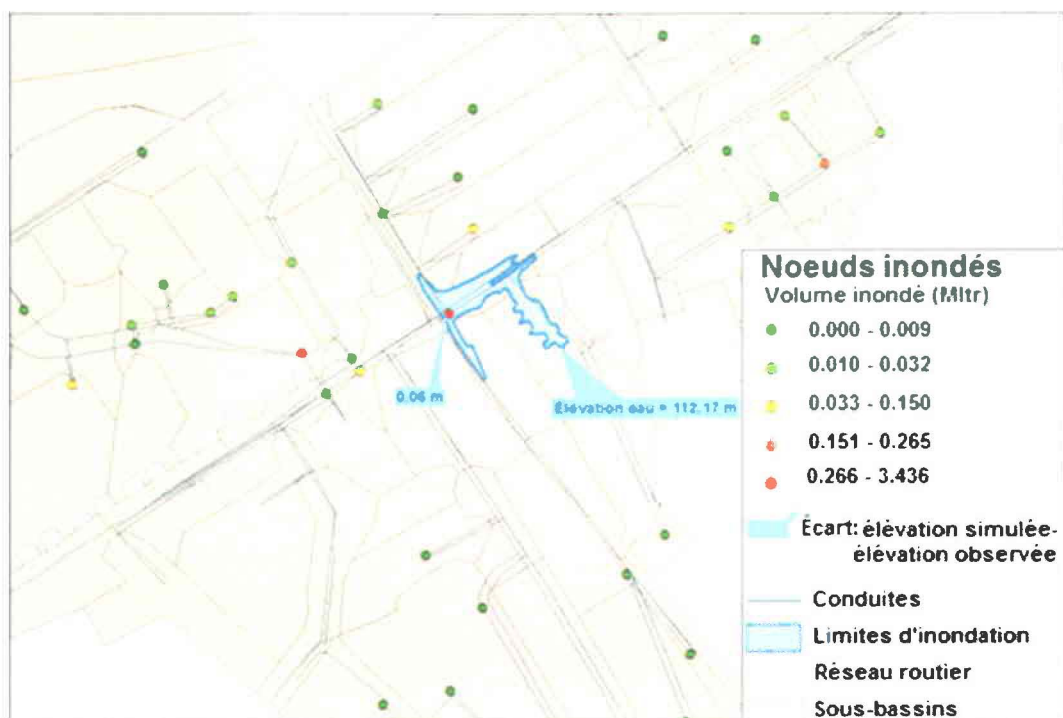 0.06 m
Élévation eau = 112.17 m
Noeuds inondés
Volume inondé (Mltr)
0.000 - 0.009
0.010 - 0.032
0.033 - 0.150
0.151 - 0.265
0.266 - 3.436
Écart: élévation simulée-
élévation observée
Conduites
Limites d'inondation
Réseau routier
Sous-bassins